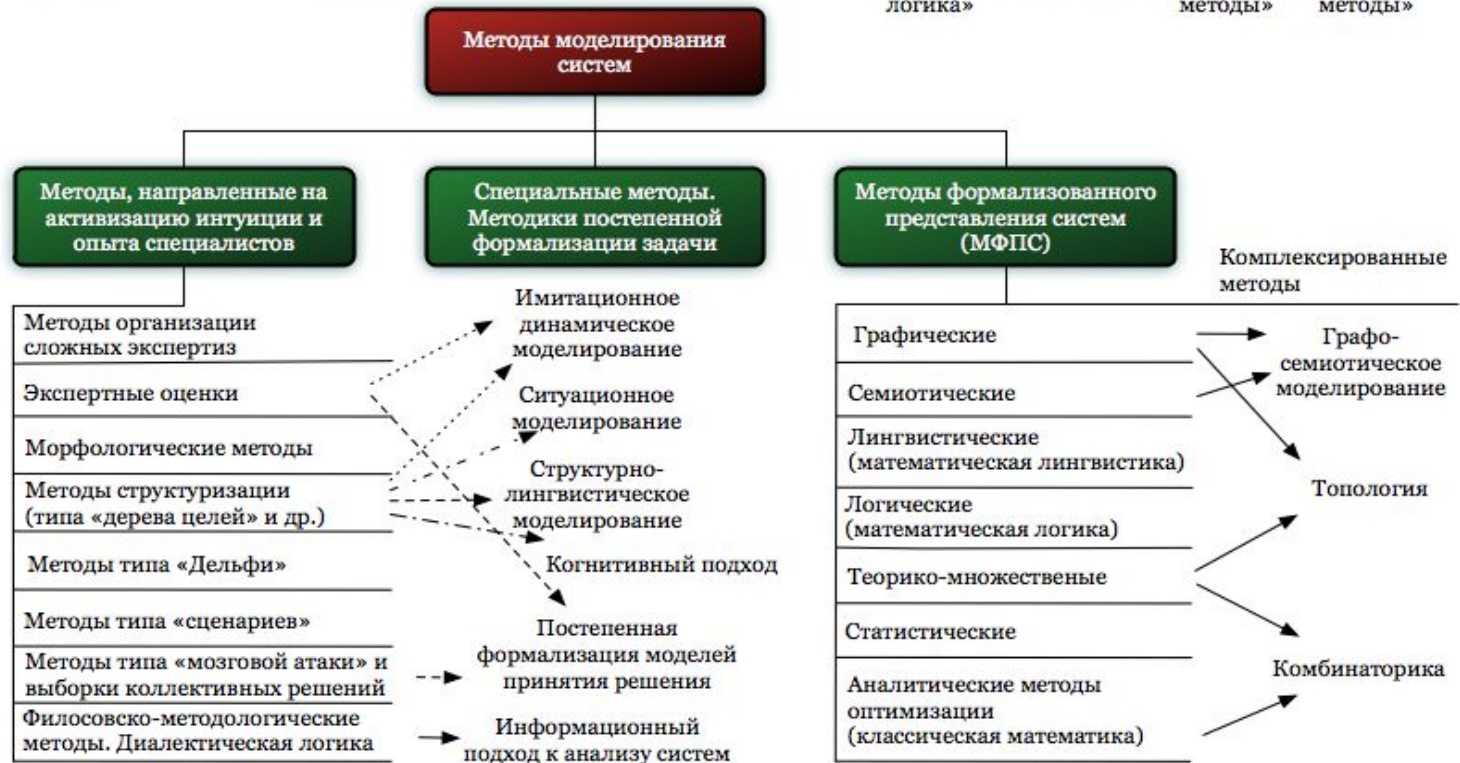 логика»
методы»
методы»
Методы моделирования
систем
Методы, направленные на
активизацию интуиции и
опыта специалистов
Специальные методы.
Методики постепенной
формализации задачи
Методы формализованного
представления систем
(МФПС)
Комплексированные
методы
Методы организации
сложных экспертиз
Экспертные оценки
Морфологические методы
Методы структуризации
(типа «дерева целей» и др.)
Методы типа «Дельфи»
Методы типа «сценариев»
Методы типа «мозговой атаки» и
выборки коллективных решений
Филосовско-методологические
методы. Диалектическая логика
Имитационное
динамическое
моделирование
Ситуационное
моделирование
Структурно-
лингвистическое
моделирование
Когнитивный подход
Постепенная
формализация моделей
принятия решения
Информационный
подход к анализу систем
Графические
Семиотические
Лингвистические
(математическая лингвистика)
Логические
(математическая логика)
Теорико-множественые
Статистические
Аналитические методы
оптимизации
(классическая математика)
Графо-
семиотическое
моделирование
Топология
Комбинаторика